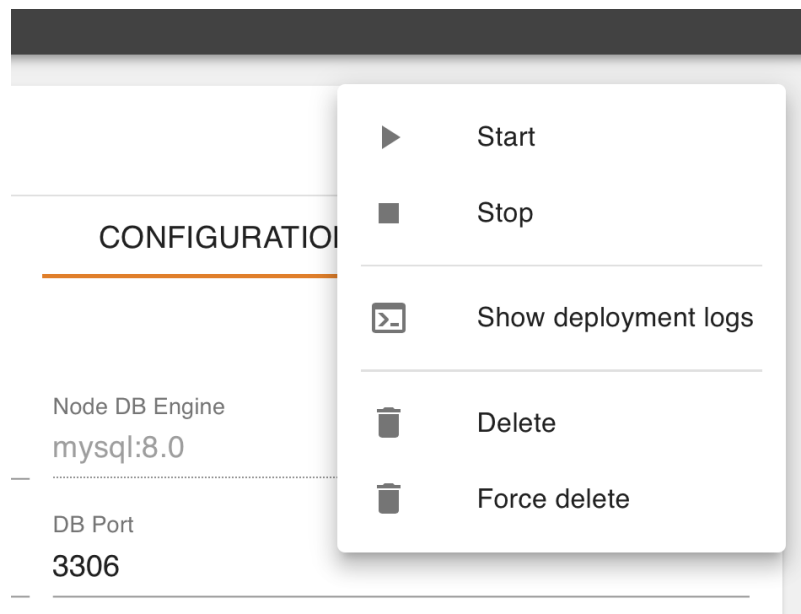 Start
Stop
CONFIGURATIO
Show deployment logs
Node DB Engine
mysql:8.0
Delete
Force delete
DB Port
3306